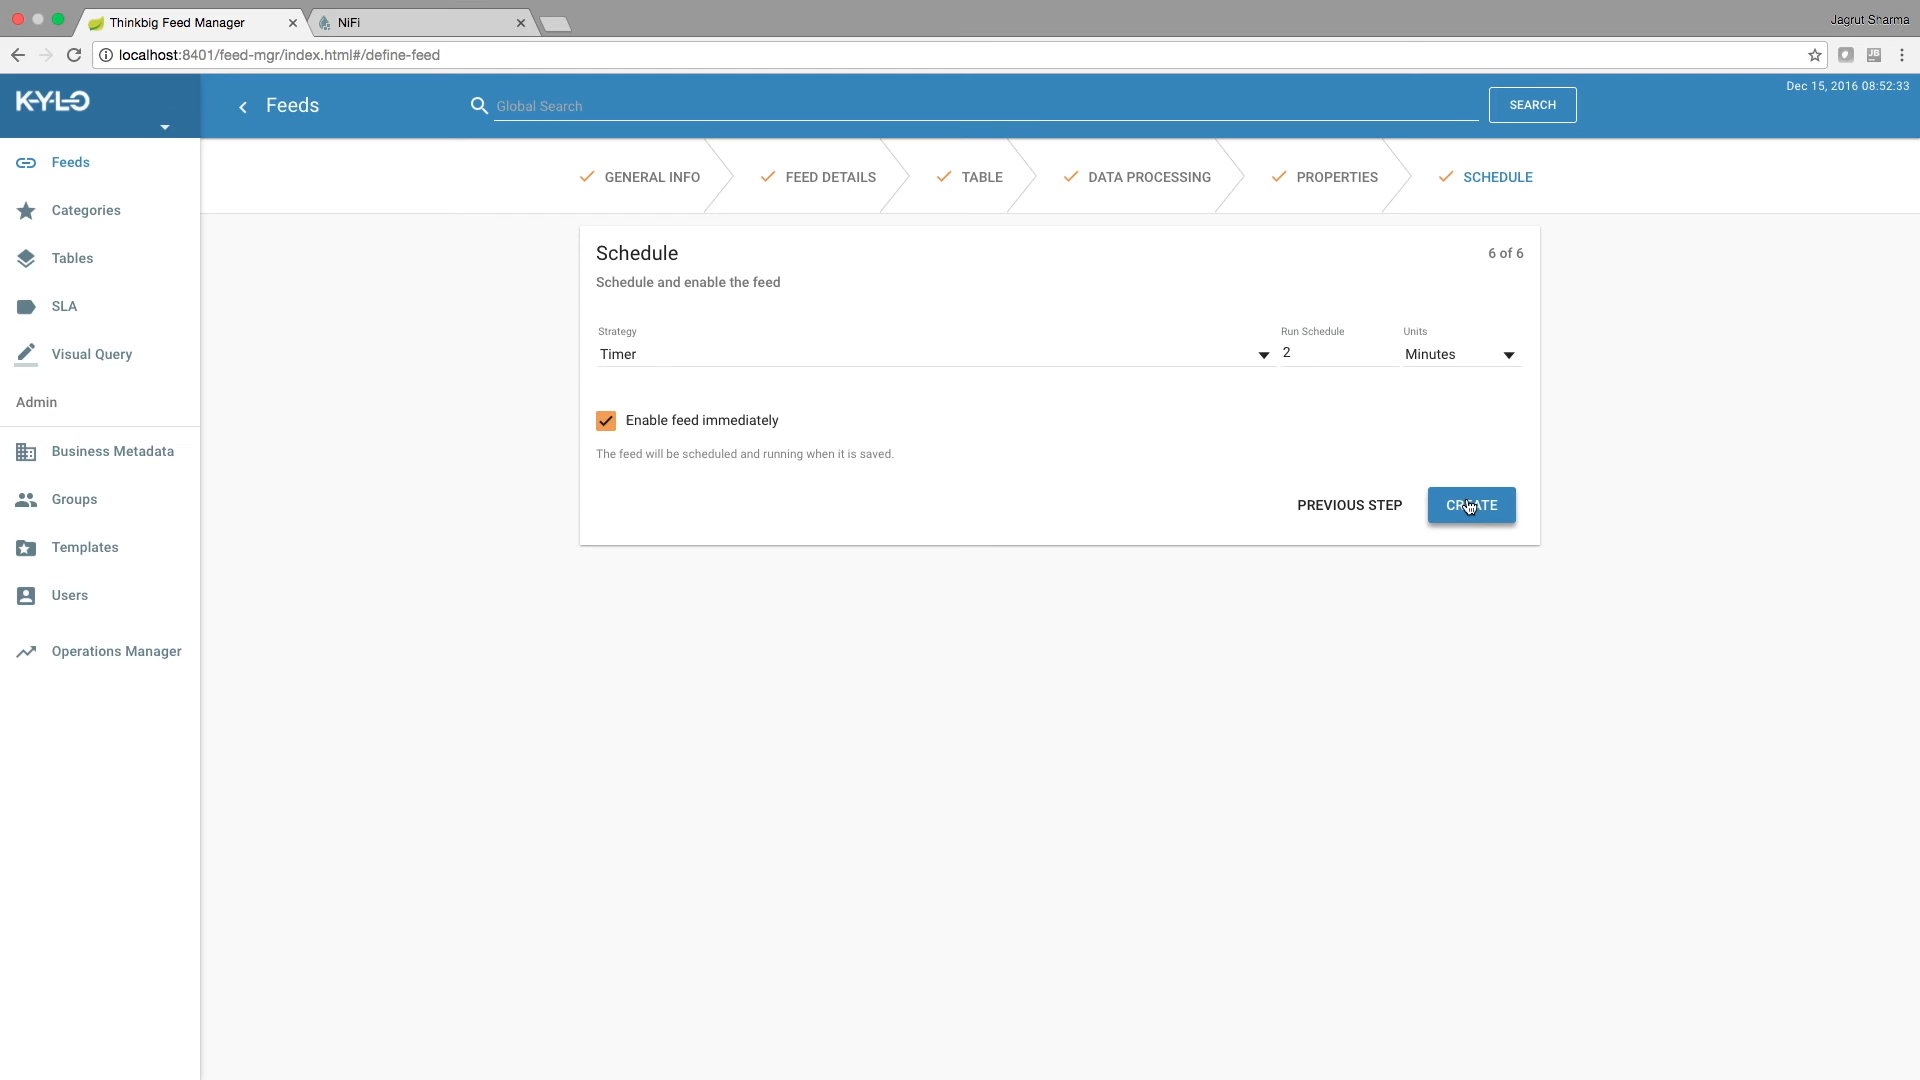 Thinkbig Feed Manager
NiFi
Jagrut Sharma
localhost:8401/feed-mgr/index.html#/define-feed
KYLO
Feeds
Global Search
SEARCH
Dec 15, 2016 08:52:33
Feeds
Categories
Tables
SLA
Visual Query
Admin
Business Metadata
Groups
Templates
Users
Operations Manager
GENERAL INFO
FEED DETAILS
TABLE
DATA PROCESSING
PROPERTIES
SCHEDULE
Schedule
6 of 6
Schedule and enable the feed
Strategy
Run Schedule
Units
Timer
2
Minutes
Enable feed immediately
The feed will be scheduled and running when it is saved.
PREVIOUS STEP
CREATE